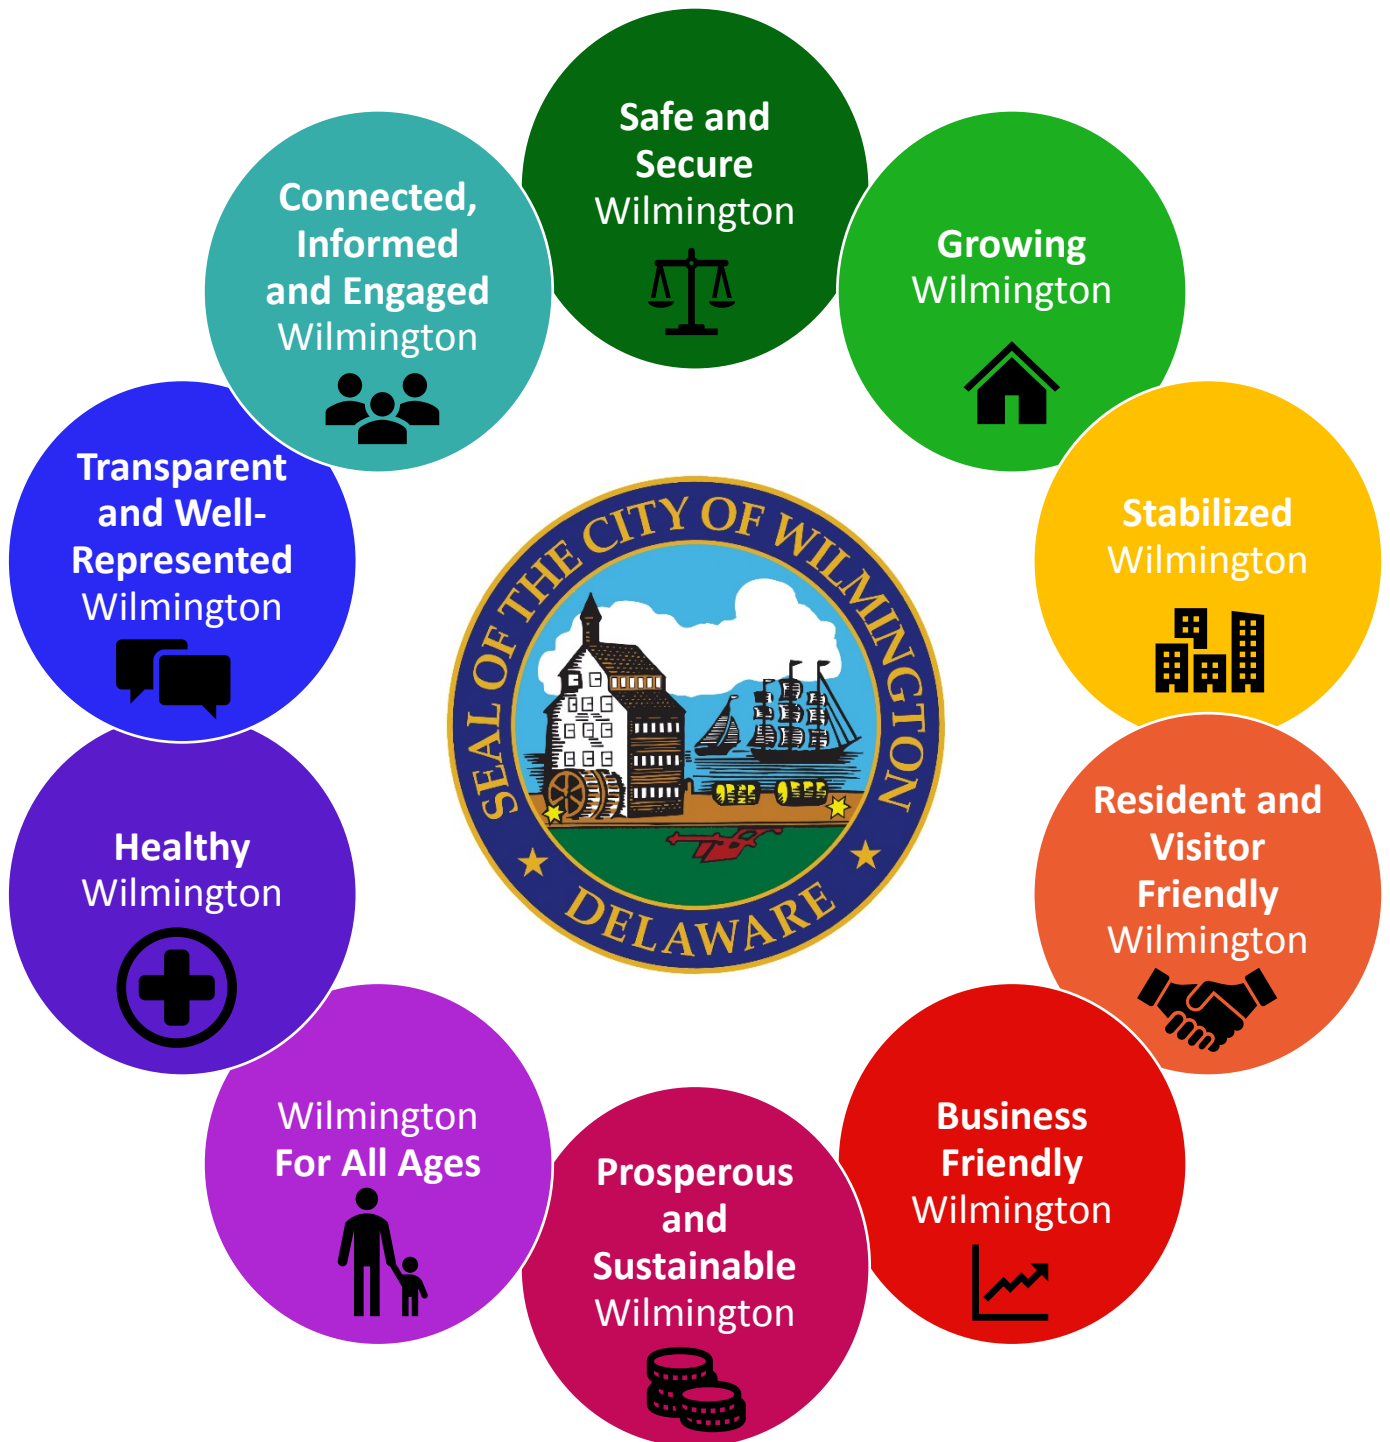 Safe and
Secure
Wilmington
Growing
Wilmington
Stabilized
Wilmington
Resident and
Visitor
Friendly
Wilmington
Business
Friendly
Wilmington
Prosperous
and
Sustainable
Wilmington
Wilmington
For All Ages
Healthy
Wilmington
Transparent
and Well-
Represented
Wilmington
Connected,
Informed
and Engaged
Wilmington
SEAL OF THE CITY OF WILMINGTON
DELAWARE